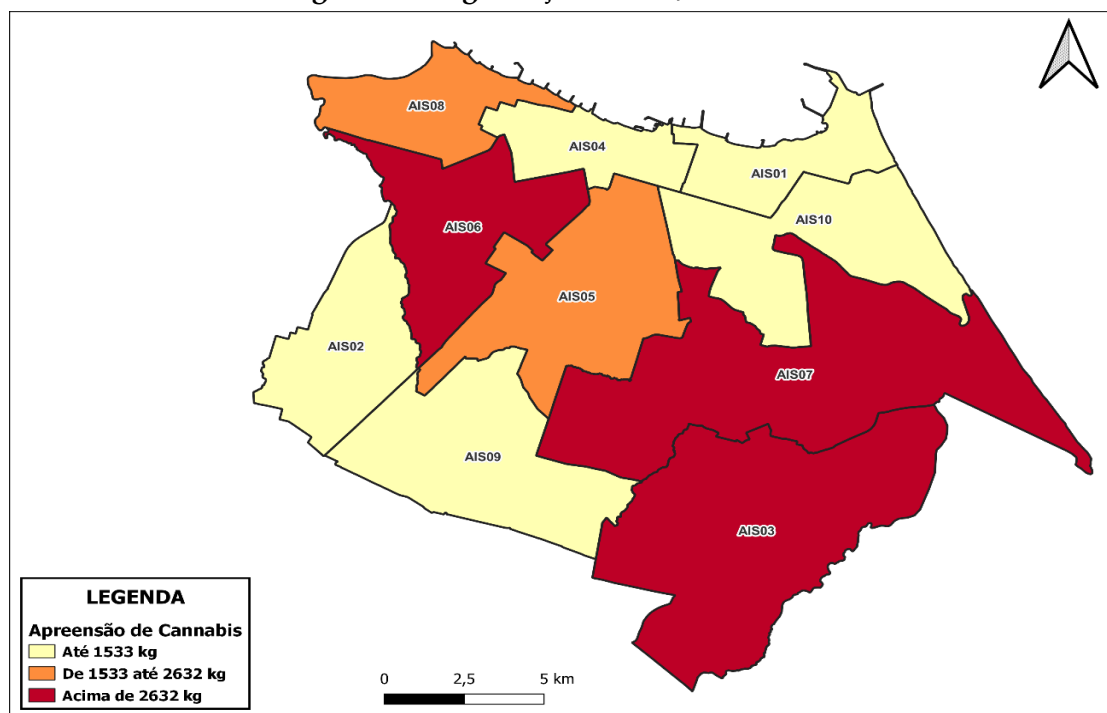 AIS08
AIS04
AIS01
AIS10
AIS06
AIS05
AIS02
AIS07
AIS09
AIS03
LEGENDA
Apreensão de Cannabis
Até 1533 kg
De 1533 até 2632 kg
Acima de 2632 kg
0 2,5 5 km